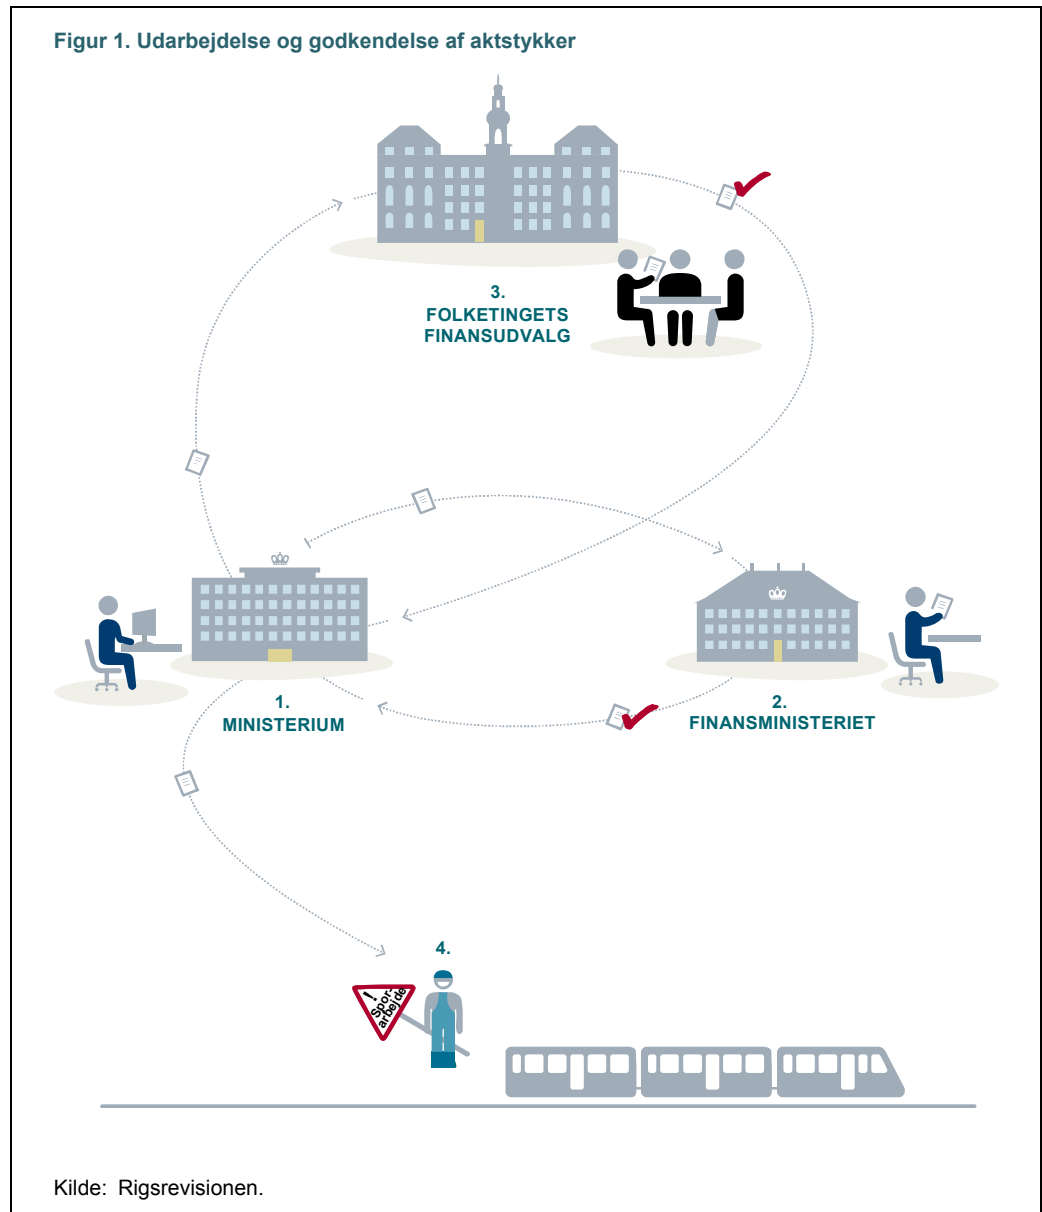 Figur 1. Udarbejdelse og godkendelse af aktstykker
3.
FOLKETINGETS
FINANSUDVALG
1.
MINISTERIUM
2.
FINANSMINISTERIET
4.
!
Spor-
arbejde
Kilde: Rigsrevisionen.